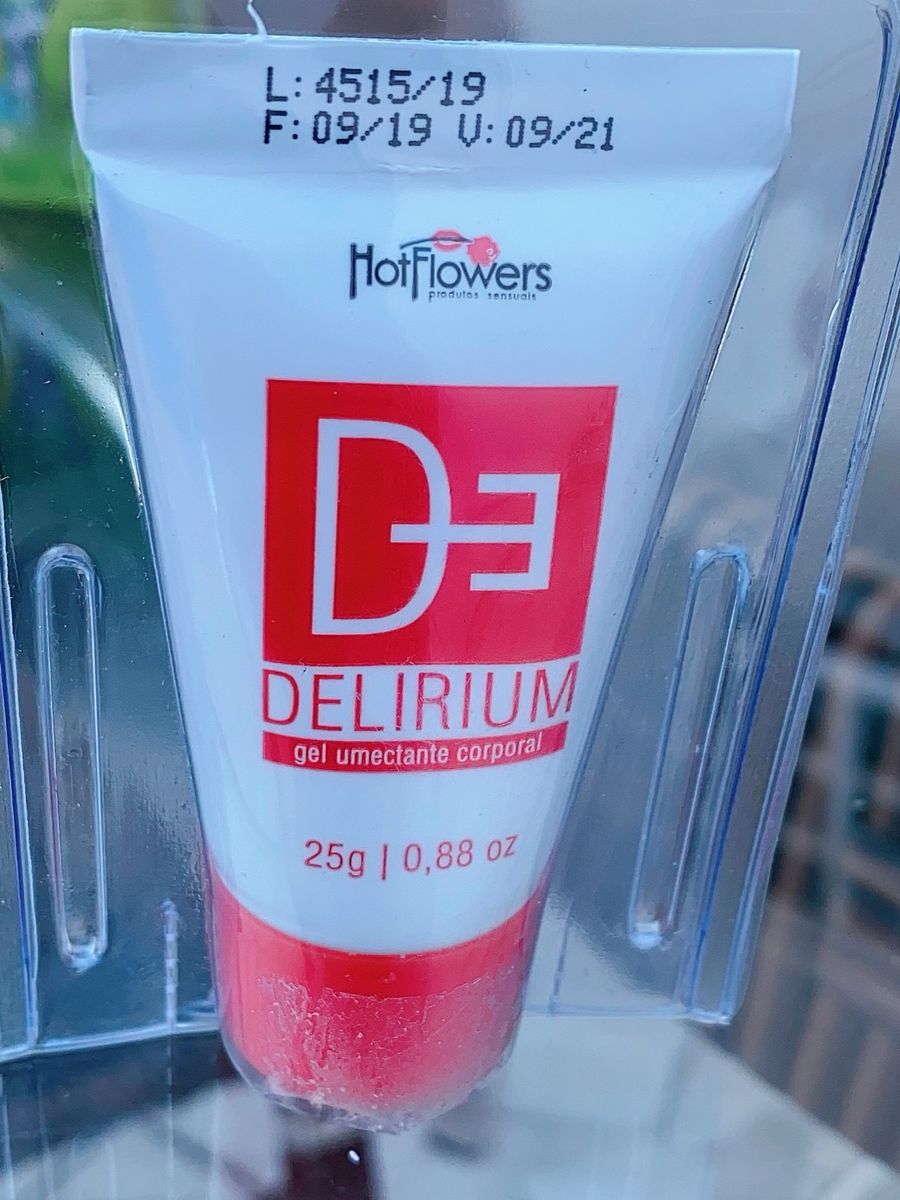 L: 4515/19
F: 09/19 V: 09/21
HotFlowers
produtos sensuais
DE
DELIRIUM
gel umectante corporal
25g | 0,88 oz